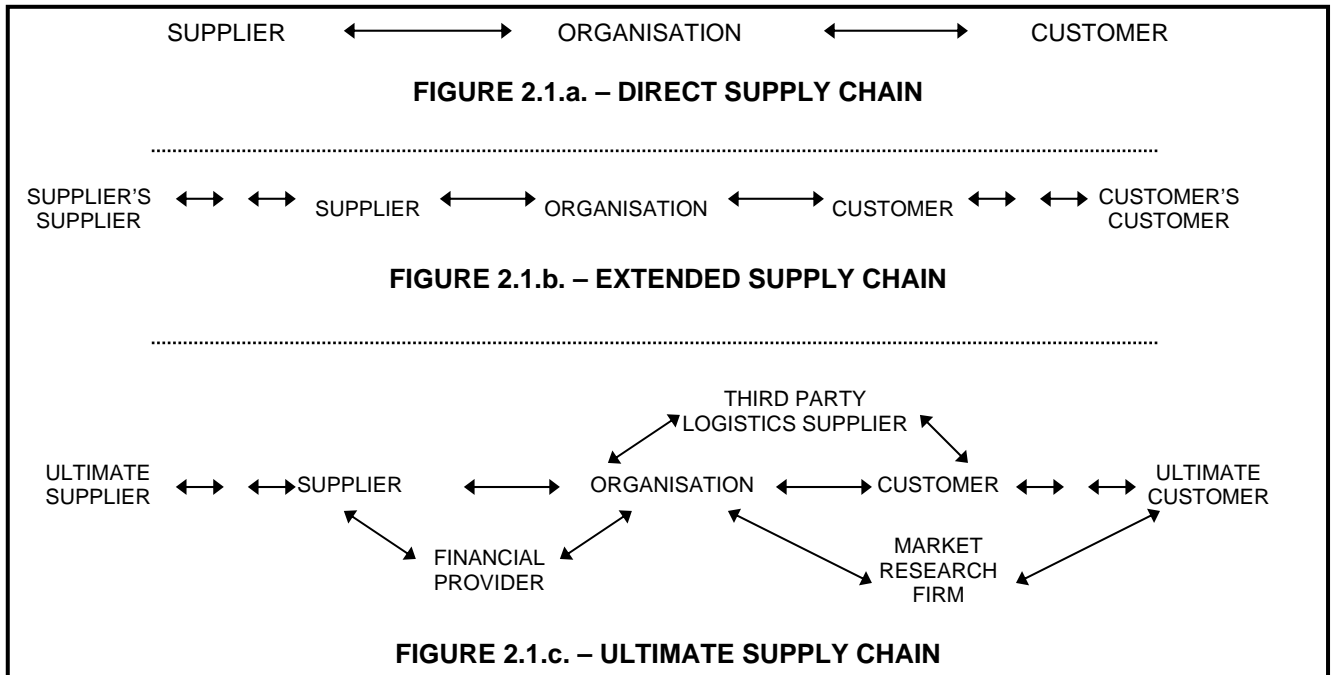 SUPPLIER ORGANISATION CUSTOMER
FIGURE 2.1.a. – DIRECT SUPPLY CHAIN
SUPPLIER'S
SUPPLIER
SUPPLIER ORGANISATION CUSTOMER
CUSTOMER'S
CUSTOMER
FIGURE 2.1.b. – EXTENDED SUPPLY CHAIN
THIRD PARTY
LOGISTICS SUPPLIER
ULTIMATE
SUPPLIER
SUPPLIER ORGANISATION CUSTOMER
ULTIMATE
CUSTOMER
FINANCIAL
PROVIDER
MARKET
RESEARCH
FIRM
FIGURE 2.1.c. – ULTIMATE SUPPLY CHAIN